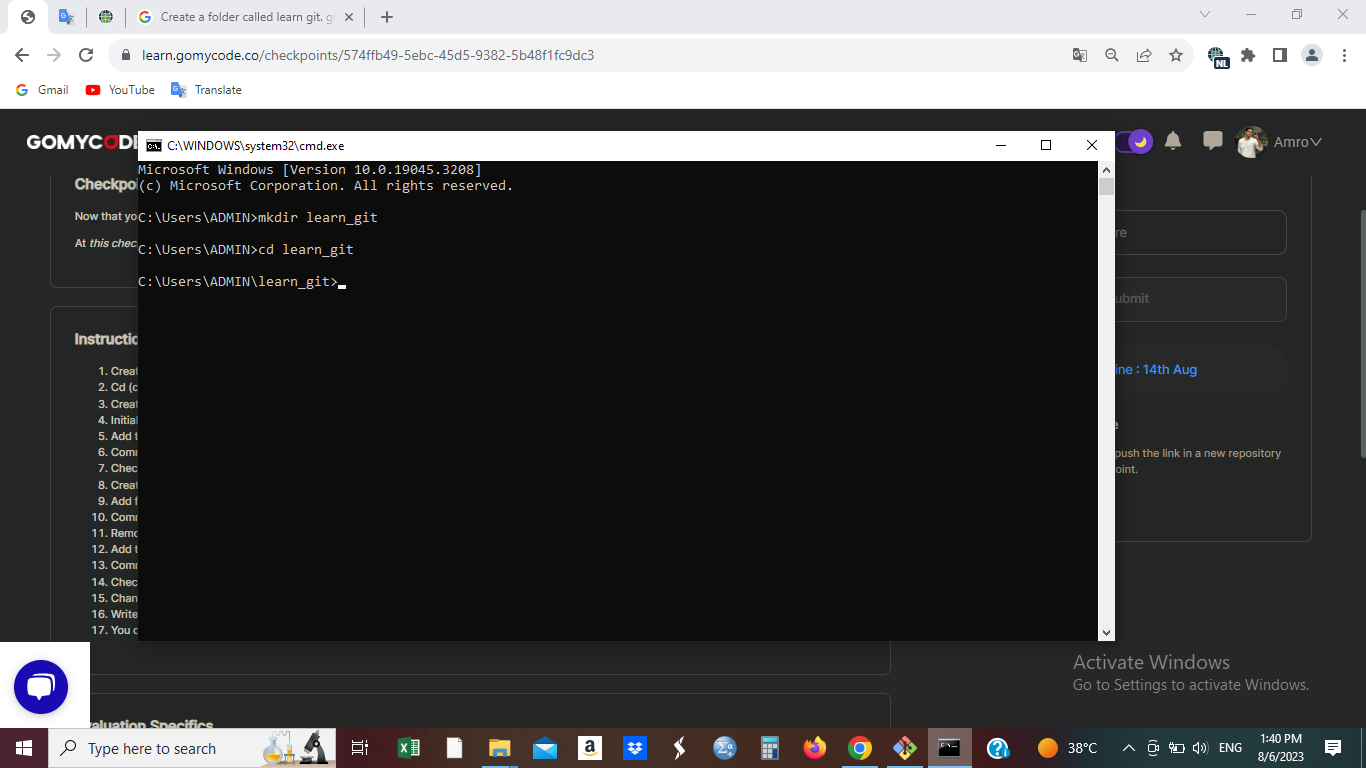 Create a folder called learn git. g
learn.gomycode.co/checkpoints/574ffb49-5ebc-45d5-9382-5b48f1fc9dc3
NL
Gmail YouTube Translate
GOMYCODE
Amro
C:\WINDOWS\system32\cmd.exe
Microsoft Windows [Version 10.0.19045.3208]
(c) Microsoft Corporation. All rights reserved.
C:\Users\ADMIN>mkdir learn_git
C:\Users\ADMIN>cd learn_git
C:\Users\ADMIN\learn_git>
Checkpoi
Now that yo
At this chec
Instructio
1. Creat
2. Cd (c
3. Creat
4. Initial
5. Add t
6. Comm
7. Chec
8. Creat
9. Add f
10. Comm
11. Remo
12. Add t
13. Comm
14. Chec
15. Chan
16. Write
17. You c
re
ubmit
ine : 14th Aug
e
push the link in a new repository
oint.
aluation Specifics
Activate Windows
Go to Settings to activate Windows.
Type here to search
38°C
ENG
1:40 PM
8/6/2023